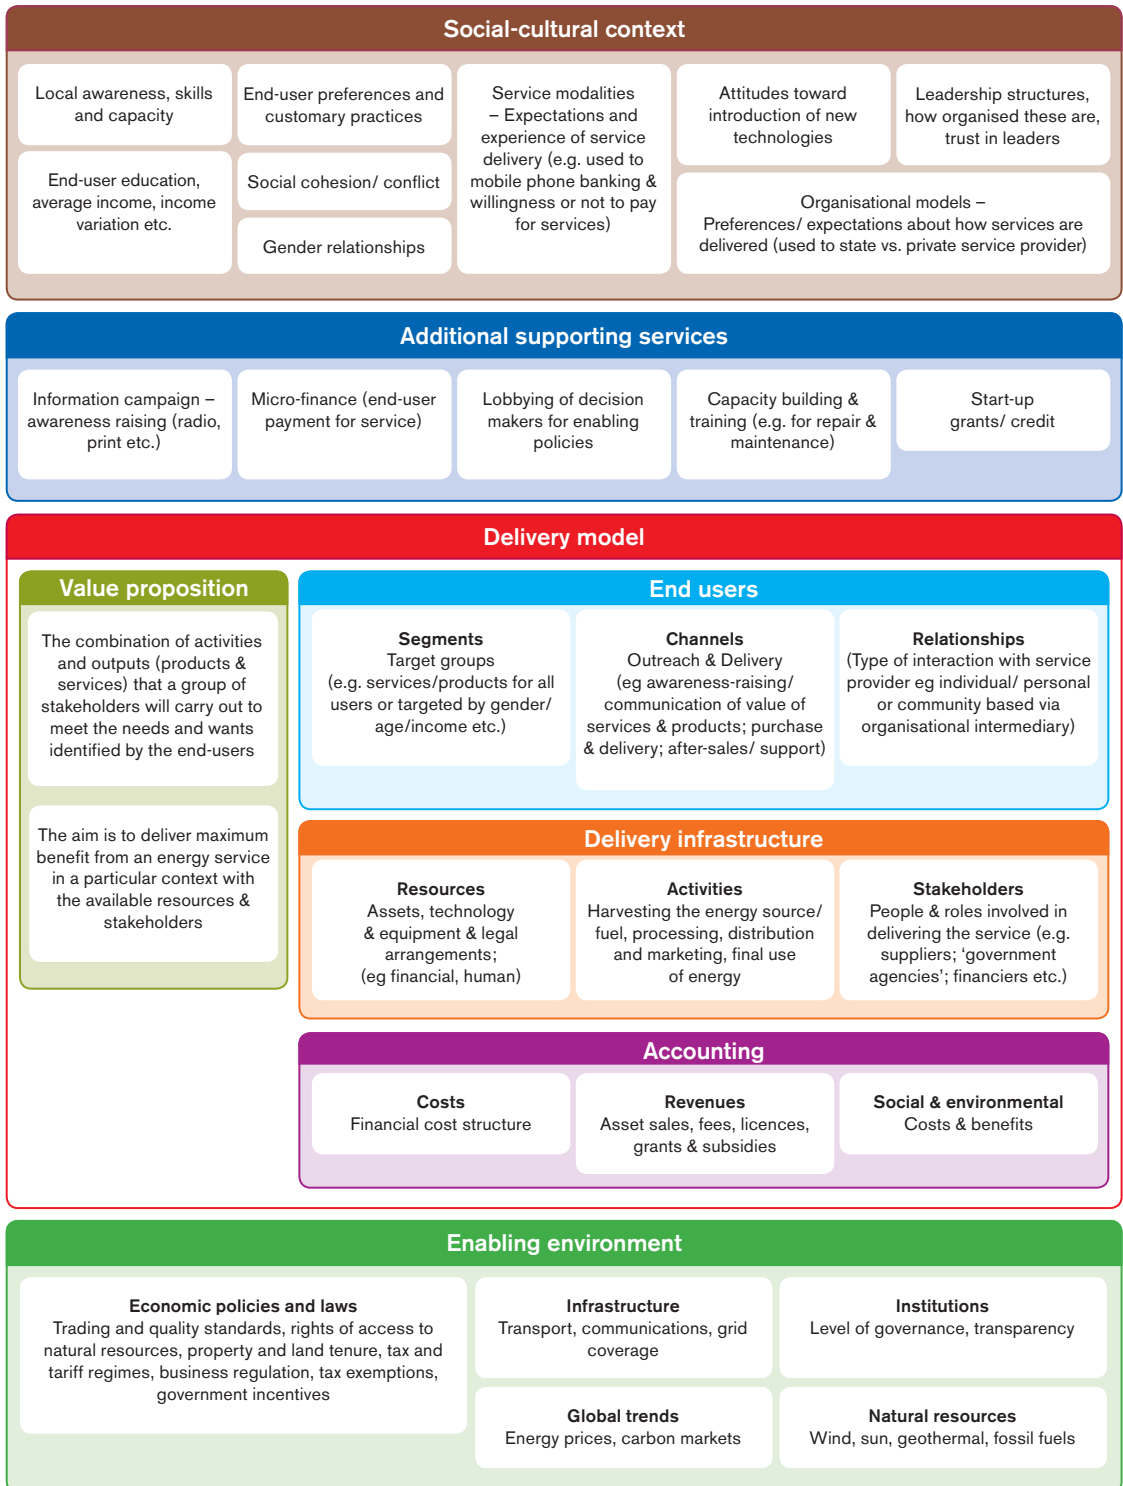 Social-cultural context
Local awareness, skills
and capacity
End-user preferences and
customary practices
Service modalities
– Expectations and
experience of service
delivery (e.g. used to
mobile phone banking &
willingness or not to pay
for services)
Attitudes toward
introduction of new
technologies
Leadership structures,
how organised these are,
trust in leaders
End-user education,
average income, income
variation etc.
Social cohesion/ conflict
Gender relationships
Organisational models –
Preferences/ expectations about how services are
delivered (used to state vs. private service provider)
Additional supporting services
Information campaign –
awareness raising (radio,
print etc.)
Micro-finance (end-user
payment for service)
Lobbying of decision
makers for enabling
policies
Capacity building &
training (e.g. for repair &
maintenance)
Start-up
grants/ credit
Delivery model
Value proposition
The combination of activities
and outputs (products &
services) that a group of
stakeholders will carry out to
meet the needs and wants
identified by the end-users
The aim is to deliver maximum
benefit from an energy service
in a particular context with
the available resources &
stakeholders
End users
Segments
Target groups
(e.g. services/products for all
users or targeted by gender/
age/income etc.)
Channels
Outreach & Delivery
(eg awareness-raising/
communication of value of
services & products; purchase
& delivery; after-sales/ support)
Relationships
(Type of interaction with service
provider eg individual/ personal
or community based via
organisational intermediary)
Delivery infrastructure
Resources
Assets, technology
& equipment & legal
arrangements;
(eg financial, human)
Activities
Harvesting the energy source/
fuel, processing, distribution
and marketing, final use
of energy
Stakeholders
People & roles involved in
delivering the service (e.g.
suppliers; ‘government
agencies’; financiers etc.)
Accounting
Costs
Financial cost structure
Revenues
Asset sales, fees, licences,
grants & subsidies
Social & environmental
Costs & benefits
Enabling environment
Economic policies and laws
Trading and quality standards, rights of access to
natural resources, property and land tenure, tax and
tariff regimes, business regulation, tax exemptions,
government incentives
Infrastructure
Transport, communications, grid
coverage
Institutions
Level of governance, transparency
Global trends
Energy prices, carbon markets
Natural resources
Wind, sun, geothermal, fossil fuels